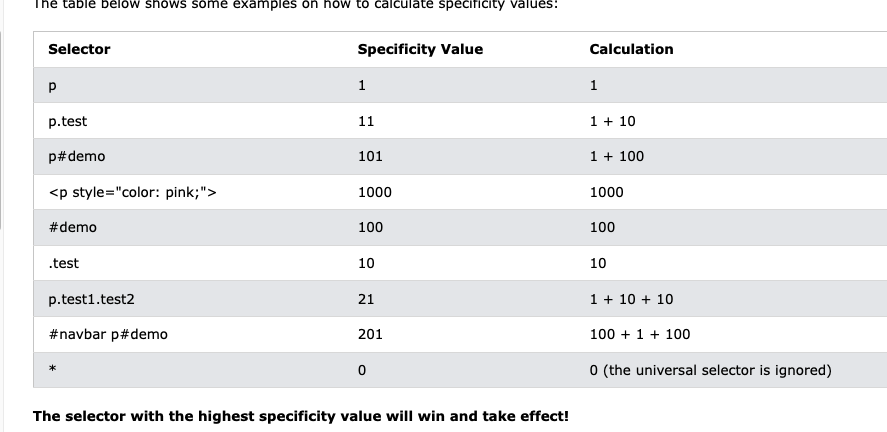 The table below shows some examples on how to calculate specificity values:
Selector Specificity Value Calculation
p 1 1
p.test 11 1 + 10
p#demo 101 1 + 100
<p style="color: pink;"> 1000 1000
#demo 100 100
.test 10 10
p.test1.test2 21 1 + 10 + 10
#navbar p#demo 201 100 + 1 + 100
* 0 0 (the universal selector is ignored)
The selector with the highest specificity value will win and take effect!